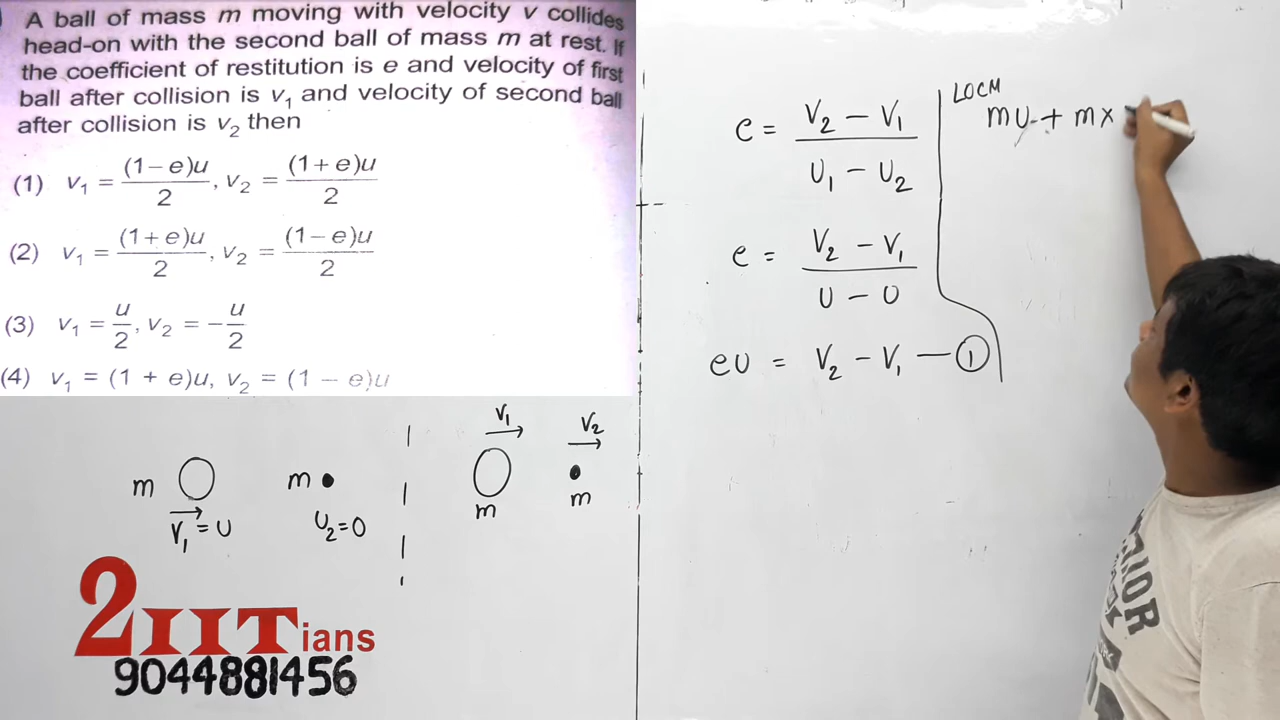 A ball of mass m moving with velocity v collides
head-on with the second ball of mass m at rest. If
the coefficient of restitution is e and velocity of first
ball after collision is v₁ and velocity of second ball
after collision is v₂ then
(1) v₁ = (1 – e)u / 2, v₂ = (1 + e)u / 2
(2) v₁ = (1 + e)u / 2, v₂ = (1 – e)u / 2
(3) v₁ = u / 2, v₂ = – u / 2
(4) v₁ = (1 + e)u, v₂ = (1 – e)u
m
V₁ = U
m
U₂=0
V₁
m
V₂
m
2IITians
9044881456
e = V₂ – V₁ / U₁ – U₂
e = V₂ – V₁ / U – 0
eU = V₂ – V₁ — ①
LOCM
mU + m×
WARRIOR